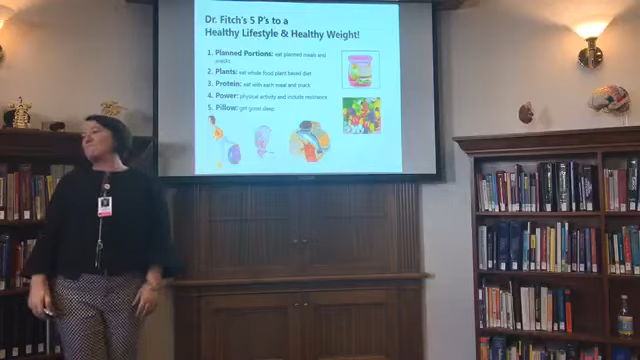 Dr. Fitch's 5 P's to a
Healthy Lifestyle & Healthy Weight!
1. Planned Portions: eat planned meals and
snacks
2. Plants: eat whole food plant based diet
3. Protein: eat with each meal and snack
4. Power: physical activity and include resistance
5. Pillow: get good sleep